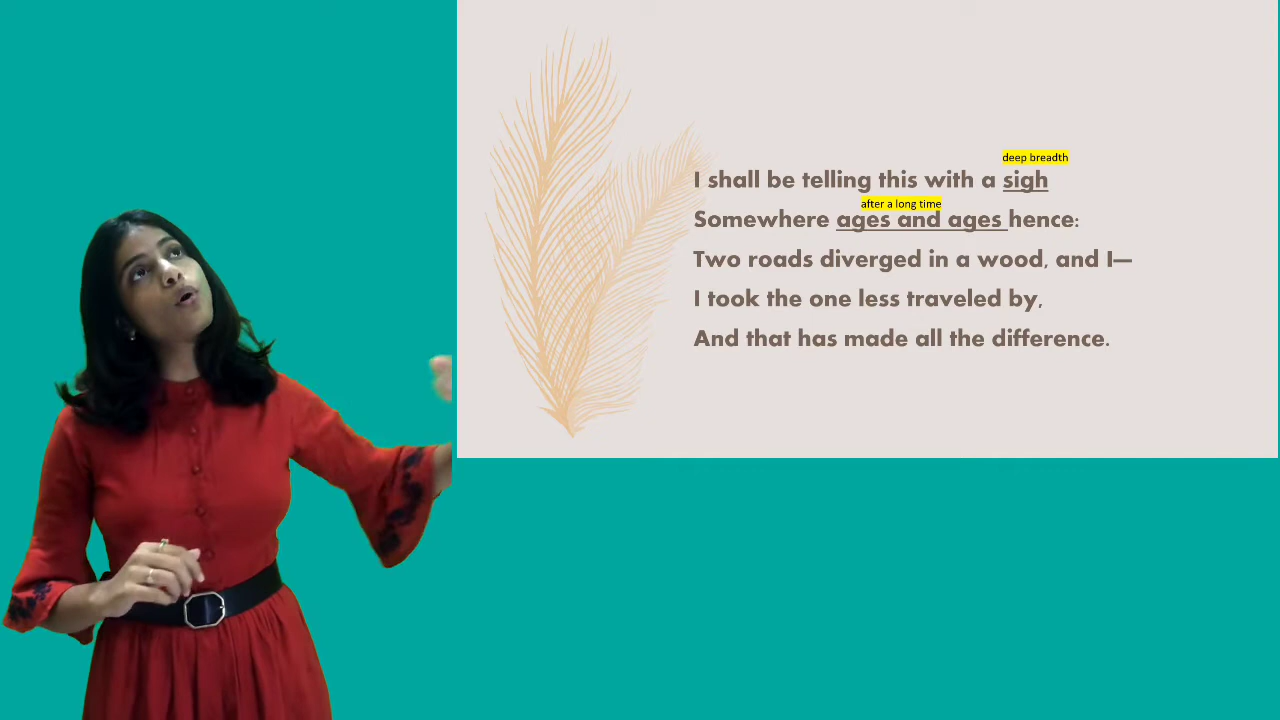 deep breadth
I shall be telling this with a sigh
after a long time
Somewhere ages and ages hence:
Two roads diverged in a wood, and I—
I took the one less traveled by,
And that has made all the difference.